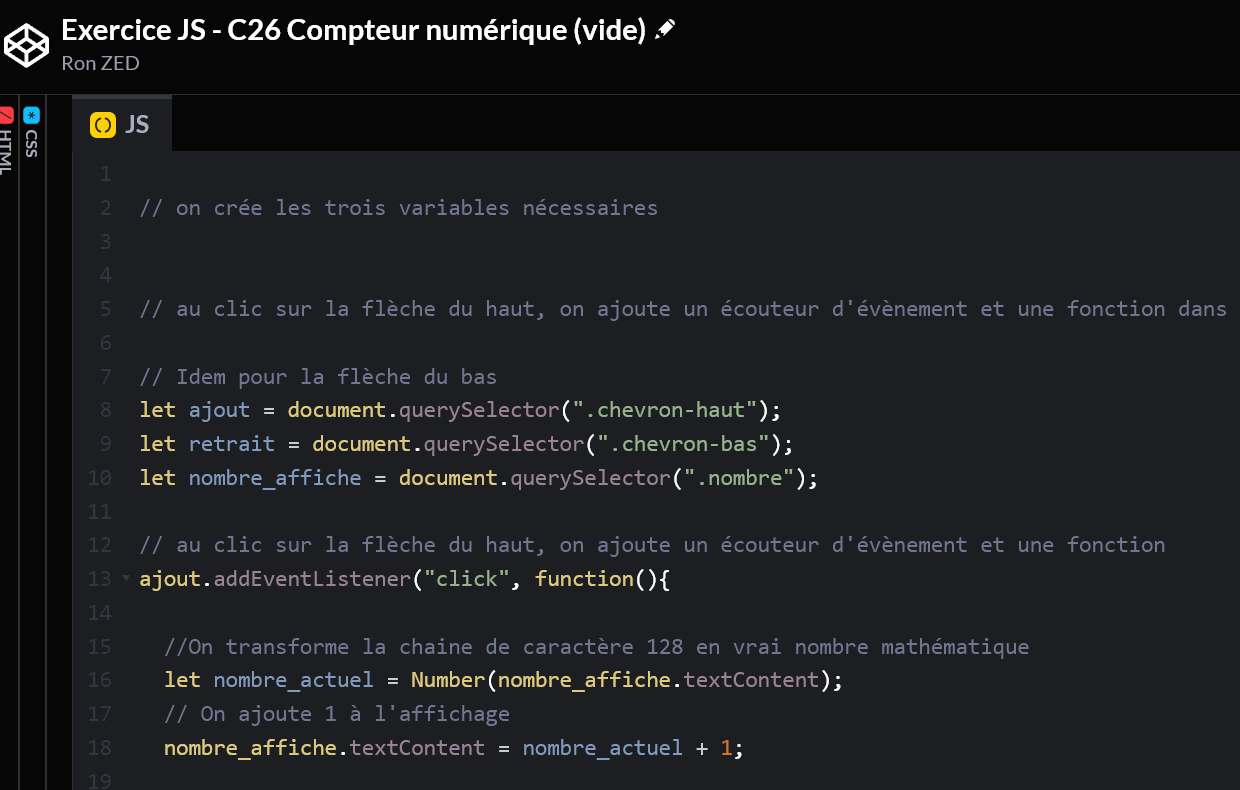 Exercice JS - C26 Compteur numérique (vide)
Ron ZED
HTML
CSS
JS
1
2 // on crée les trois variables nécessaires
3
4
5 // au clic sur la flèche du haut, on ajoute un écouteur d'évènement et une fonction dans
6
7 // Idem pour la flèche du bas
8 let ajout = document.querySelector(".chevron-haut");
9 let retrait = document.querySelector(".chevron-bas");
10 let nombre_affiche = document.querySelector(".nombre");
11
12 // au clic sur la flèche du haut, on ajoute un écouteur d'évènement et une fonction
13 ajout.addEventListener("click", function(){
14
15 //On transforme la chaine de caractère 128 en vrai nombre mathématique
16 let nombre_actuel = Number(nombre_affiche.textContent);
17 // On ajoute 1 à l'affichage
18 nombre_affiche.textContent = nombre_actuel + 1;
19